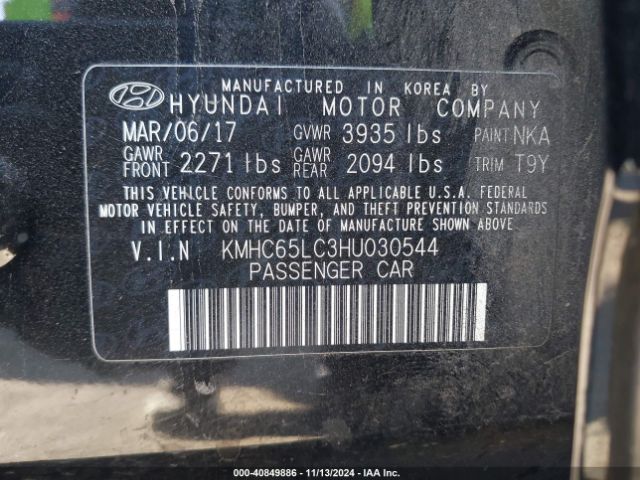 MANUFACTURED IN KOREA BY
HYUNDAI MOTOR COMPANY
MAR/06/17 GVWR 3935 lbs PAINT NKA
GAWR FRONT 2271 lbs GAWR REAR 2094 lbs TRIM T9Y
THIS VEHICLE CONFORMS TO ALL APPLICABLE U.S.A. FEDERAL
MOTOR VEHICLE SAFETY, BUMPER, AND THEFT PREVENTION STANDARDS
IN EFFECT ON THE DATE OF MANUFACTURE SHOWN ABOVE
V.I.N KMHC65LC3HU030544
PASSENGER CAR
000-40849886 - 11/13/2024 - IAA Inc.